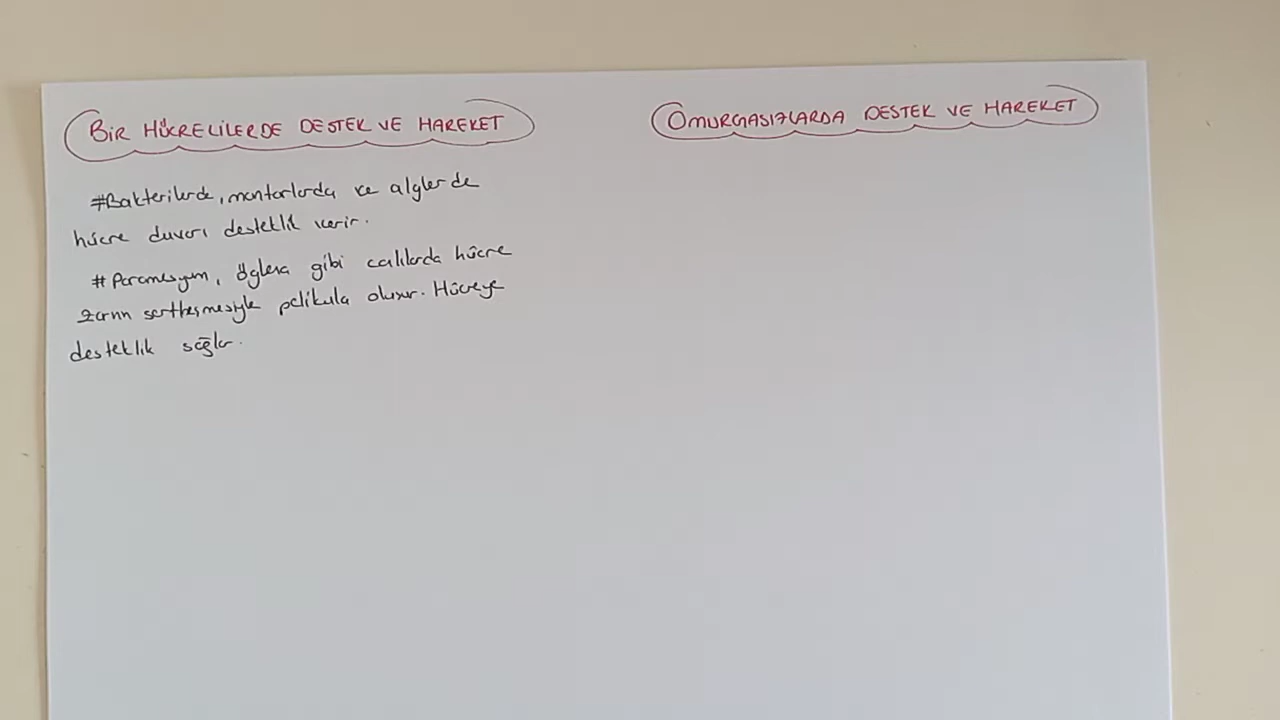 BİR HÜCRELİLERDE DESTEK VE HAREKET
#Bakterilerde, mantarlarda ve alglerde
hücre duvarı desteklik verir.
#Paramesyum, öglena gibi canlılarda hücre
zarının sertleşmesiyle pelikula oluşur. Hücreye
desteklik sağlar.
OMURGASIZLARDA DESTEK VE HAREKET